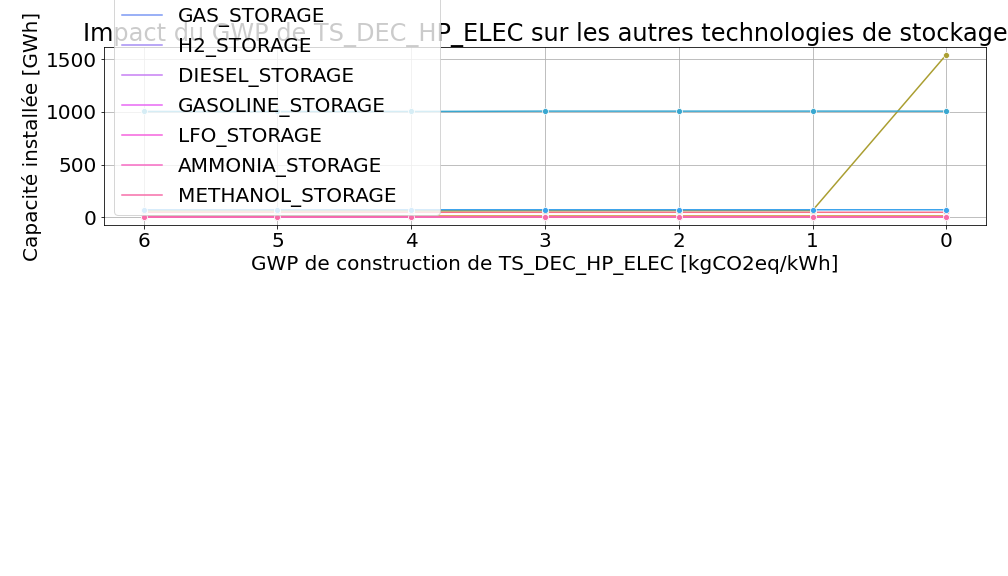 GAS_STORAGE
Impact du GWP de TS_DEC_HP_ELEC sur les autres technologies de stockage
H2_STORAGE
DIESEL_STORAGE
GASOLINE_STORAGE
LFO_STORAGE
AMMONIA_STORAGE
METHANOL_STORAGE
Capacité installée [GWh]
1500
1000
500
0
6 5 4 3 2 1 0
GWP de construction de TS_DEC_HP_ELEC [kgCO2eq/kWh]